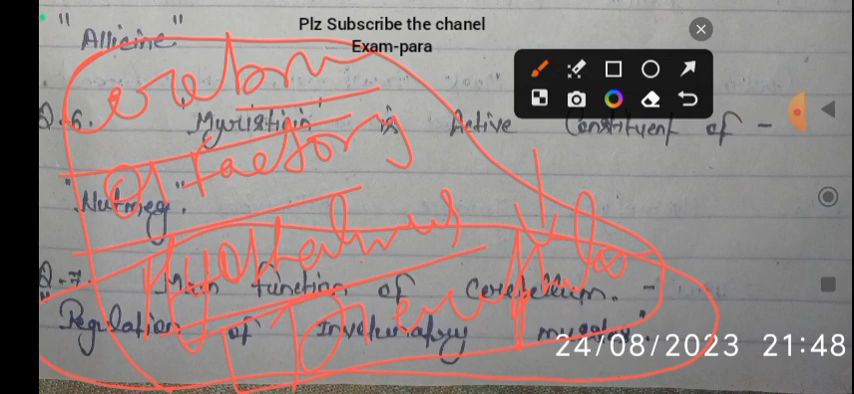 Plz Subscribe the chanel
Exam-para
"Allicine"
Q.6. Myristicin is Active Constituent of -
"Nutmeg".
Q.7. Main function of Cerebellum. -
"Regulation of Involuntary muscles".
olfactory
24/08/2023 21:48